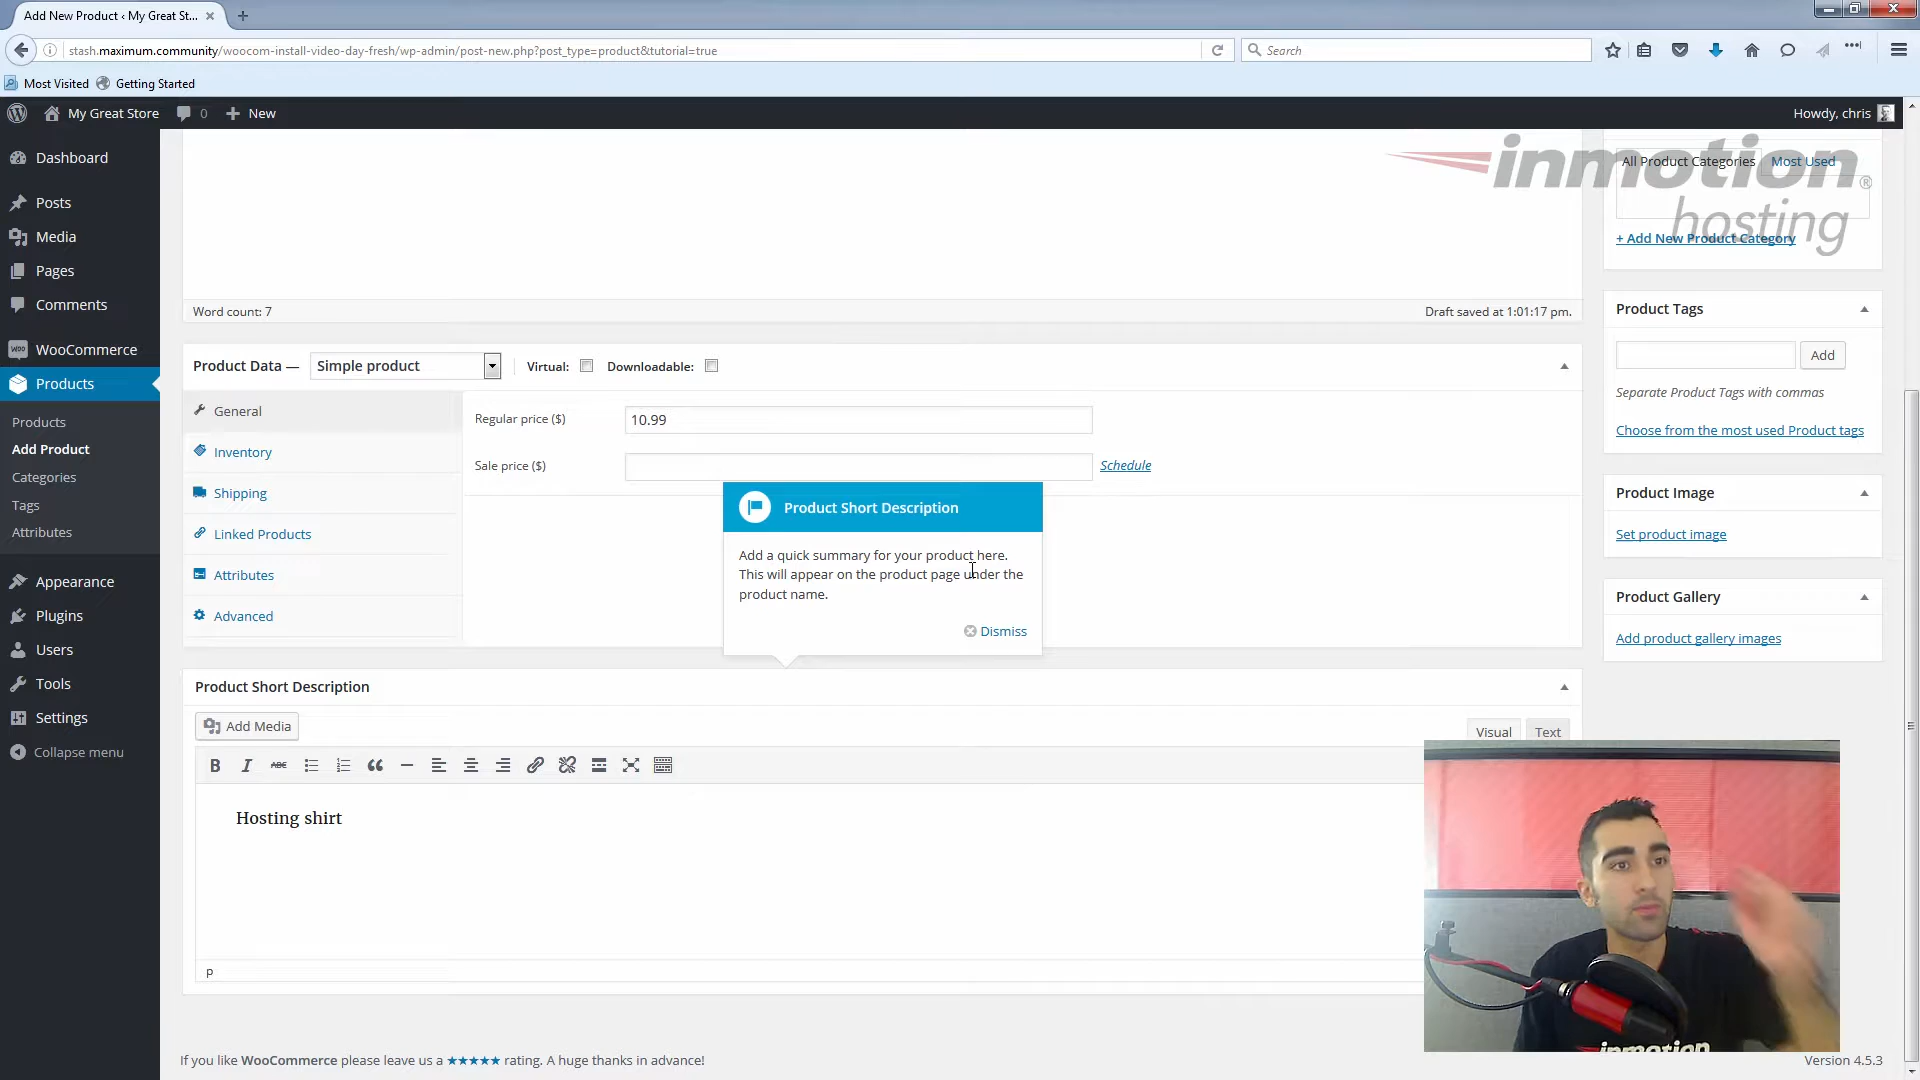 Add New Product ‹ My Great St...
stash.maximum.community/woocom-install-video-day-fresh/wp-admin/post-new.php?post_type=product&tutorial=true
Search
Most Visited
Getting Started
My Great Store
0
New
Howdy, chris
Dashboard
Posts
Media
Pages
Comments
WooCommerce
Products
Products
Add Product
Categories
Tags
Attributes
Appearance
Plugins
Users
Tools
Settings
Collapse menu
inmotion®
hosting
All Product Categories
Most Used
+ Add New Product Category
Word count: 7
Draft saved at 1:01:17 pm.
Product Data —
Simple product
Virtual:
Downloadable:
General
Inventory
Shipping
Linked Products
Attributes
Advanced
Regular price ($)
10.99
Sale price ($)
Schedule
Product Short Description
Add a quick summary for your product here.
This will appear on the product page under the
product name.
Dismiss
Product Tags
Add
Separate Product Tags with commas
Choose from the most used Product tags
Product Image
Set product image
Product Gallery
Add product gallery images
Product Short Description
Add Media
Visual
Text
B I ABC
Hosting shirt
p
inmotion
If you like WooCommerce please leave us a ★★★★★ rating. A huge thanks in advance!
Version 4.5.3